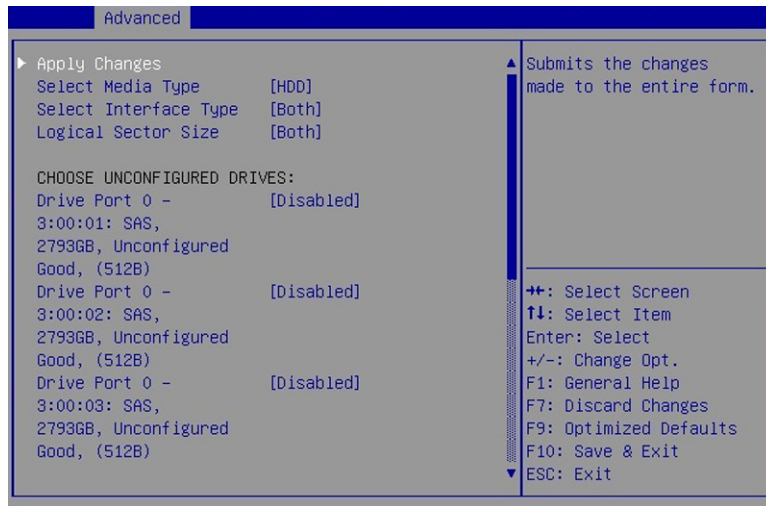 Advanced
Apply Changes
Select Media Type [HDD]
Select Interface Type [Both]
Logical Sector Size [Both]
CHOOSE UNCONFIGURED DRIVES:
Drive Port 0 - [Disabled]
3:00:01: SAS,
2793GB, Unconfigured
Good, (512B)
Drive Port 0 - [Disabled]
3:00:02: SAS,
2793GB, Unconfigured
Good, (512B)
Drive Port 0 - [Disabled]
3:00:03: SAS,
2793GB, Unconfigured
Good, (512B)
Submits the changes
made to the entire form.
→←: Select Screen
↑↓: Select Item
Enter: Select
+/-: Change Opt.
F1: General Help
F7: Discard Changes
F9: Optimized Defaults
F10: Save & Exit
ESC: Exit